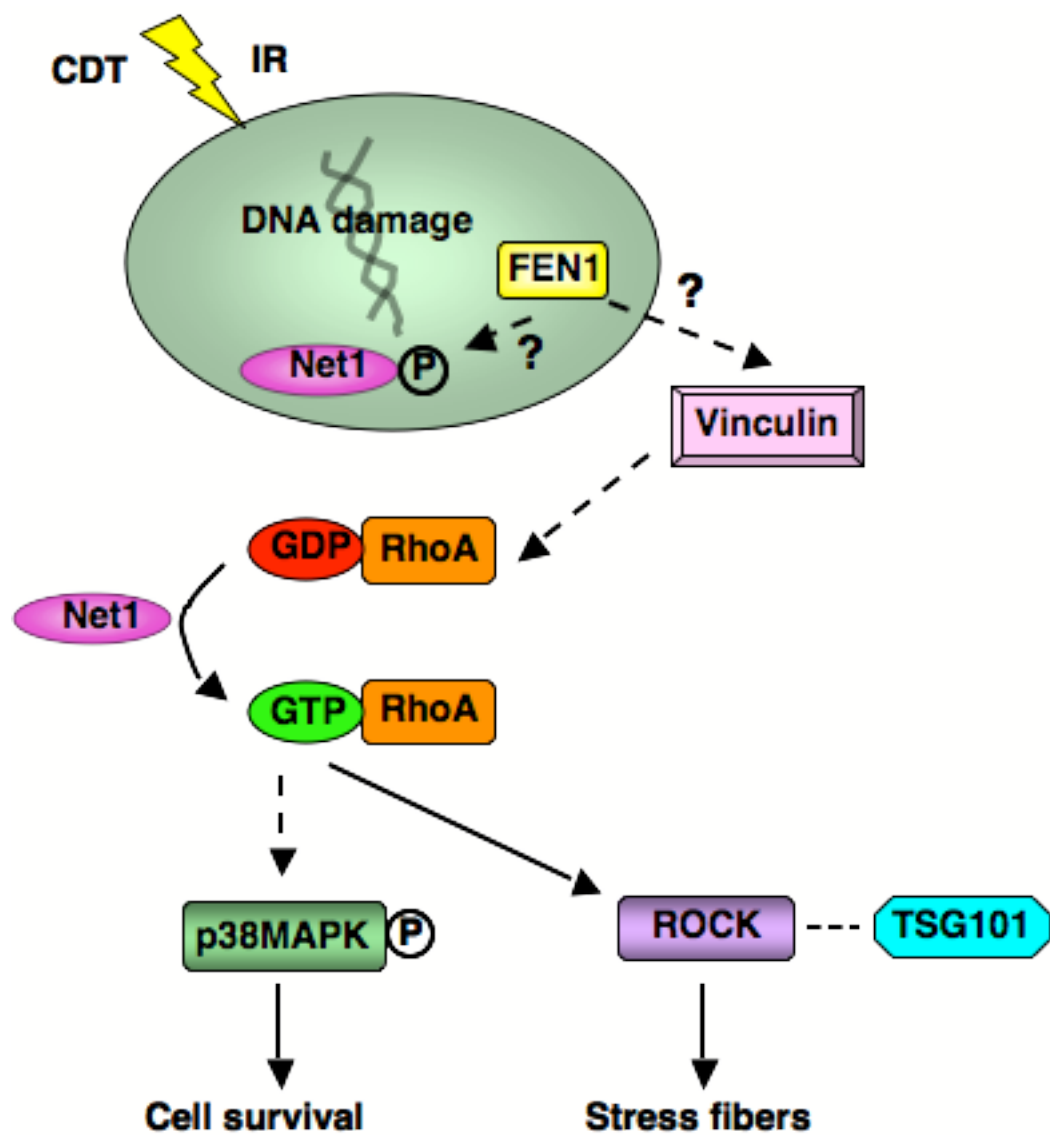 CDT
IR
DNA damage
FEN1
?
?
Net1
P
Vinculin
GDP
RhoA
Net1
GTP
RhoA
p38MAPK
P
ROCK
TSG101
Cell survival
Stress fibers